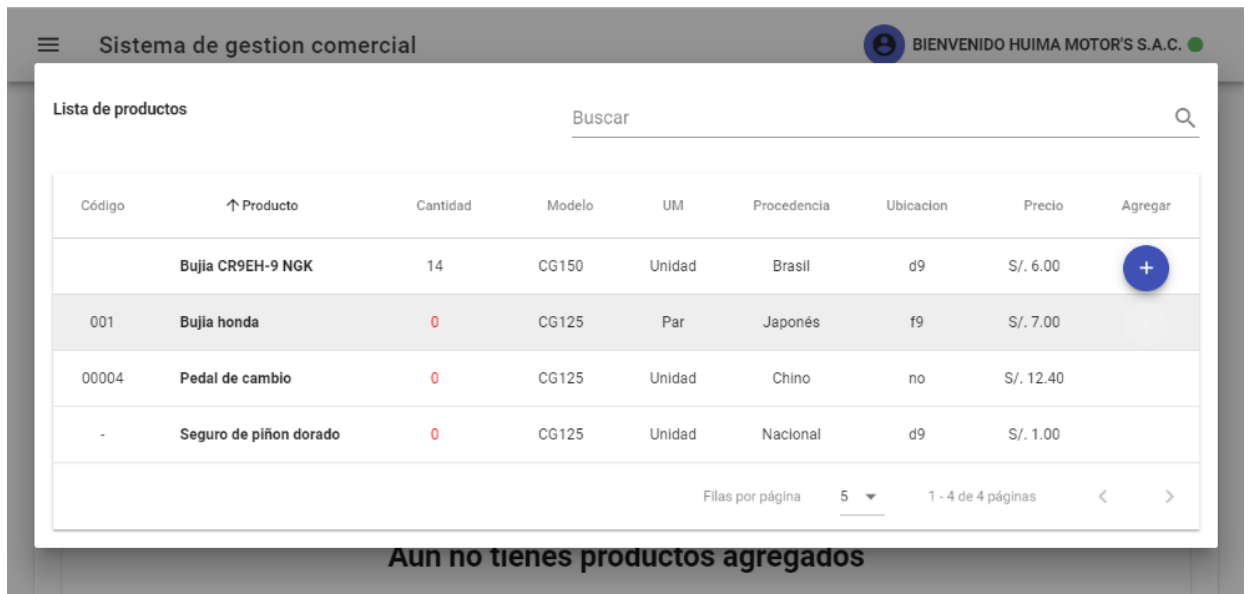 Sistema de gestion comercial BIENVENIDO HUIMA MOTOR'S S.A.C.
Lista de productos Buscar
Código Producto Cantidad Modelo UM Procedencia Ubicacion Precio Agregar
Bujia CR9EH-9 NGK 14 CG150 Unidad Brasil d9 S/. 6.00 +
001 Bujia honda 0 CG125 Par Japonés f9 S/. 7.00
00004 Pedal de cambio 0 CG125 Unidad Chino no S/. 12.40
- Seguro de piñon dorado 0 CG125 Unidad Nacional d9 S/. 1.00
Filas por página 5 1 - 4 de 4 páginas
Aun no tienes productos agregados